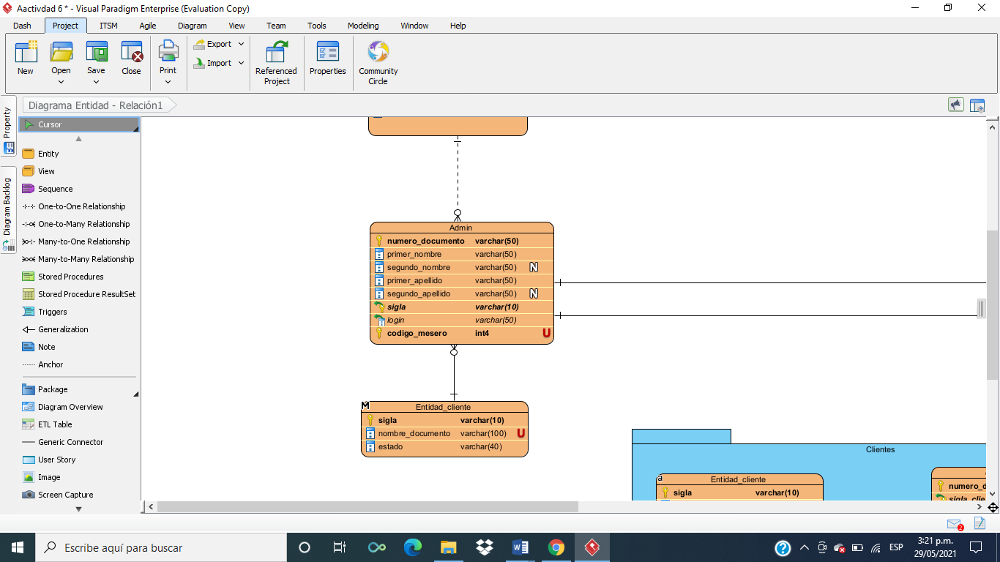 Aactivdad 6 * - Visual Paradigm Enterprise (Evaluation Copy)
Dash Project ITSM Agile Diagram View Team Tools Modeling Window Help
New Open Save Close Print Export Import Referenced Project Properties Community Circle
Diagrama Entidad - Relación1
Property
Diagram Backlog
Cursor
Entity
View
Sequence
One-to-One Relationship
One-to-Many Relationship
Many-to-One Relationship
Many-to-Many Relationship
Stored Procedures
Stored Procedure ResultSet
Triggers
Generalization
Note
Anchor
Package
Diagram Overview
ETL Table
Generic Connector
User Story
Image
Screen Capture
Admin
numero_documento varchar(50)
primer_nombre varchar(50)
segundo_nombre varchar(50) N
primer_apellido varchar(50)
segundo_apellido varchar(50) N
sigla varchar(10)
login varchar(50)
codigo_mesero int4 U
M
Entidad_cliente
sigla varchar(10)
nombre_documento varchar(100) U
estado varchar(40)
Clientes
a
Entidad_cliente
sigla varchar(10)
numero_d
sigla_clie
2
Escribe aquí para buscar
ESP
3:21 p.m.
29/05/2021